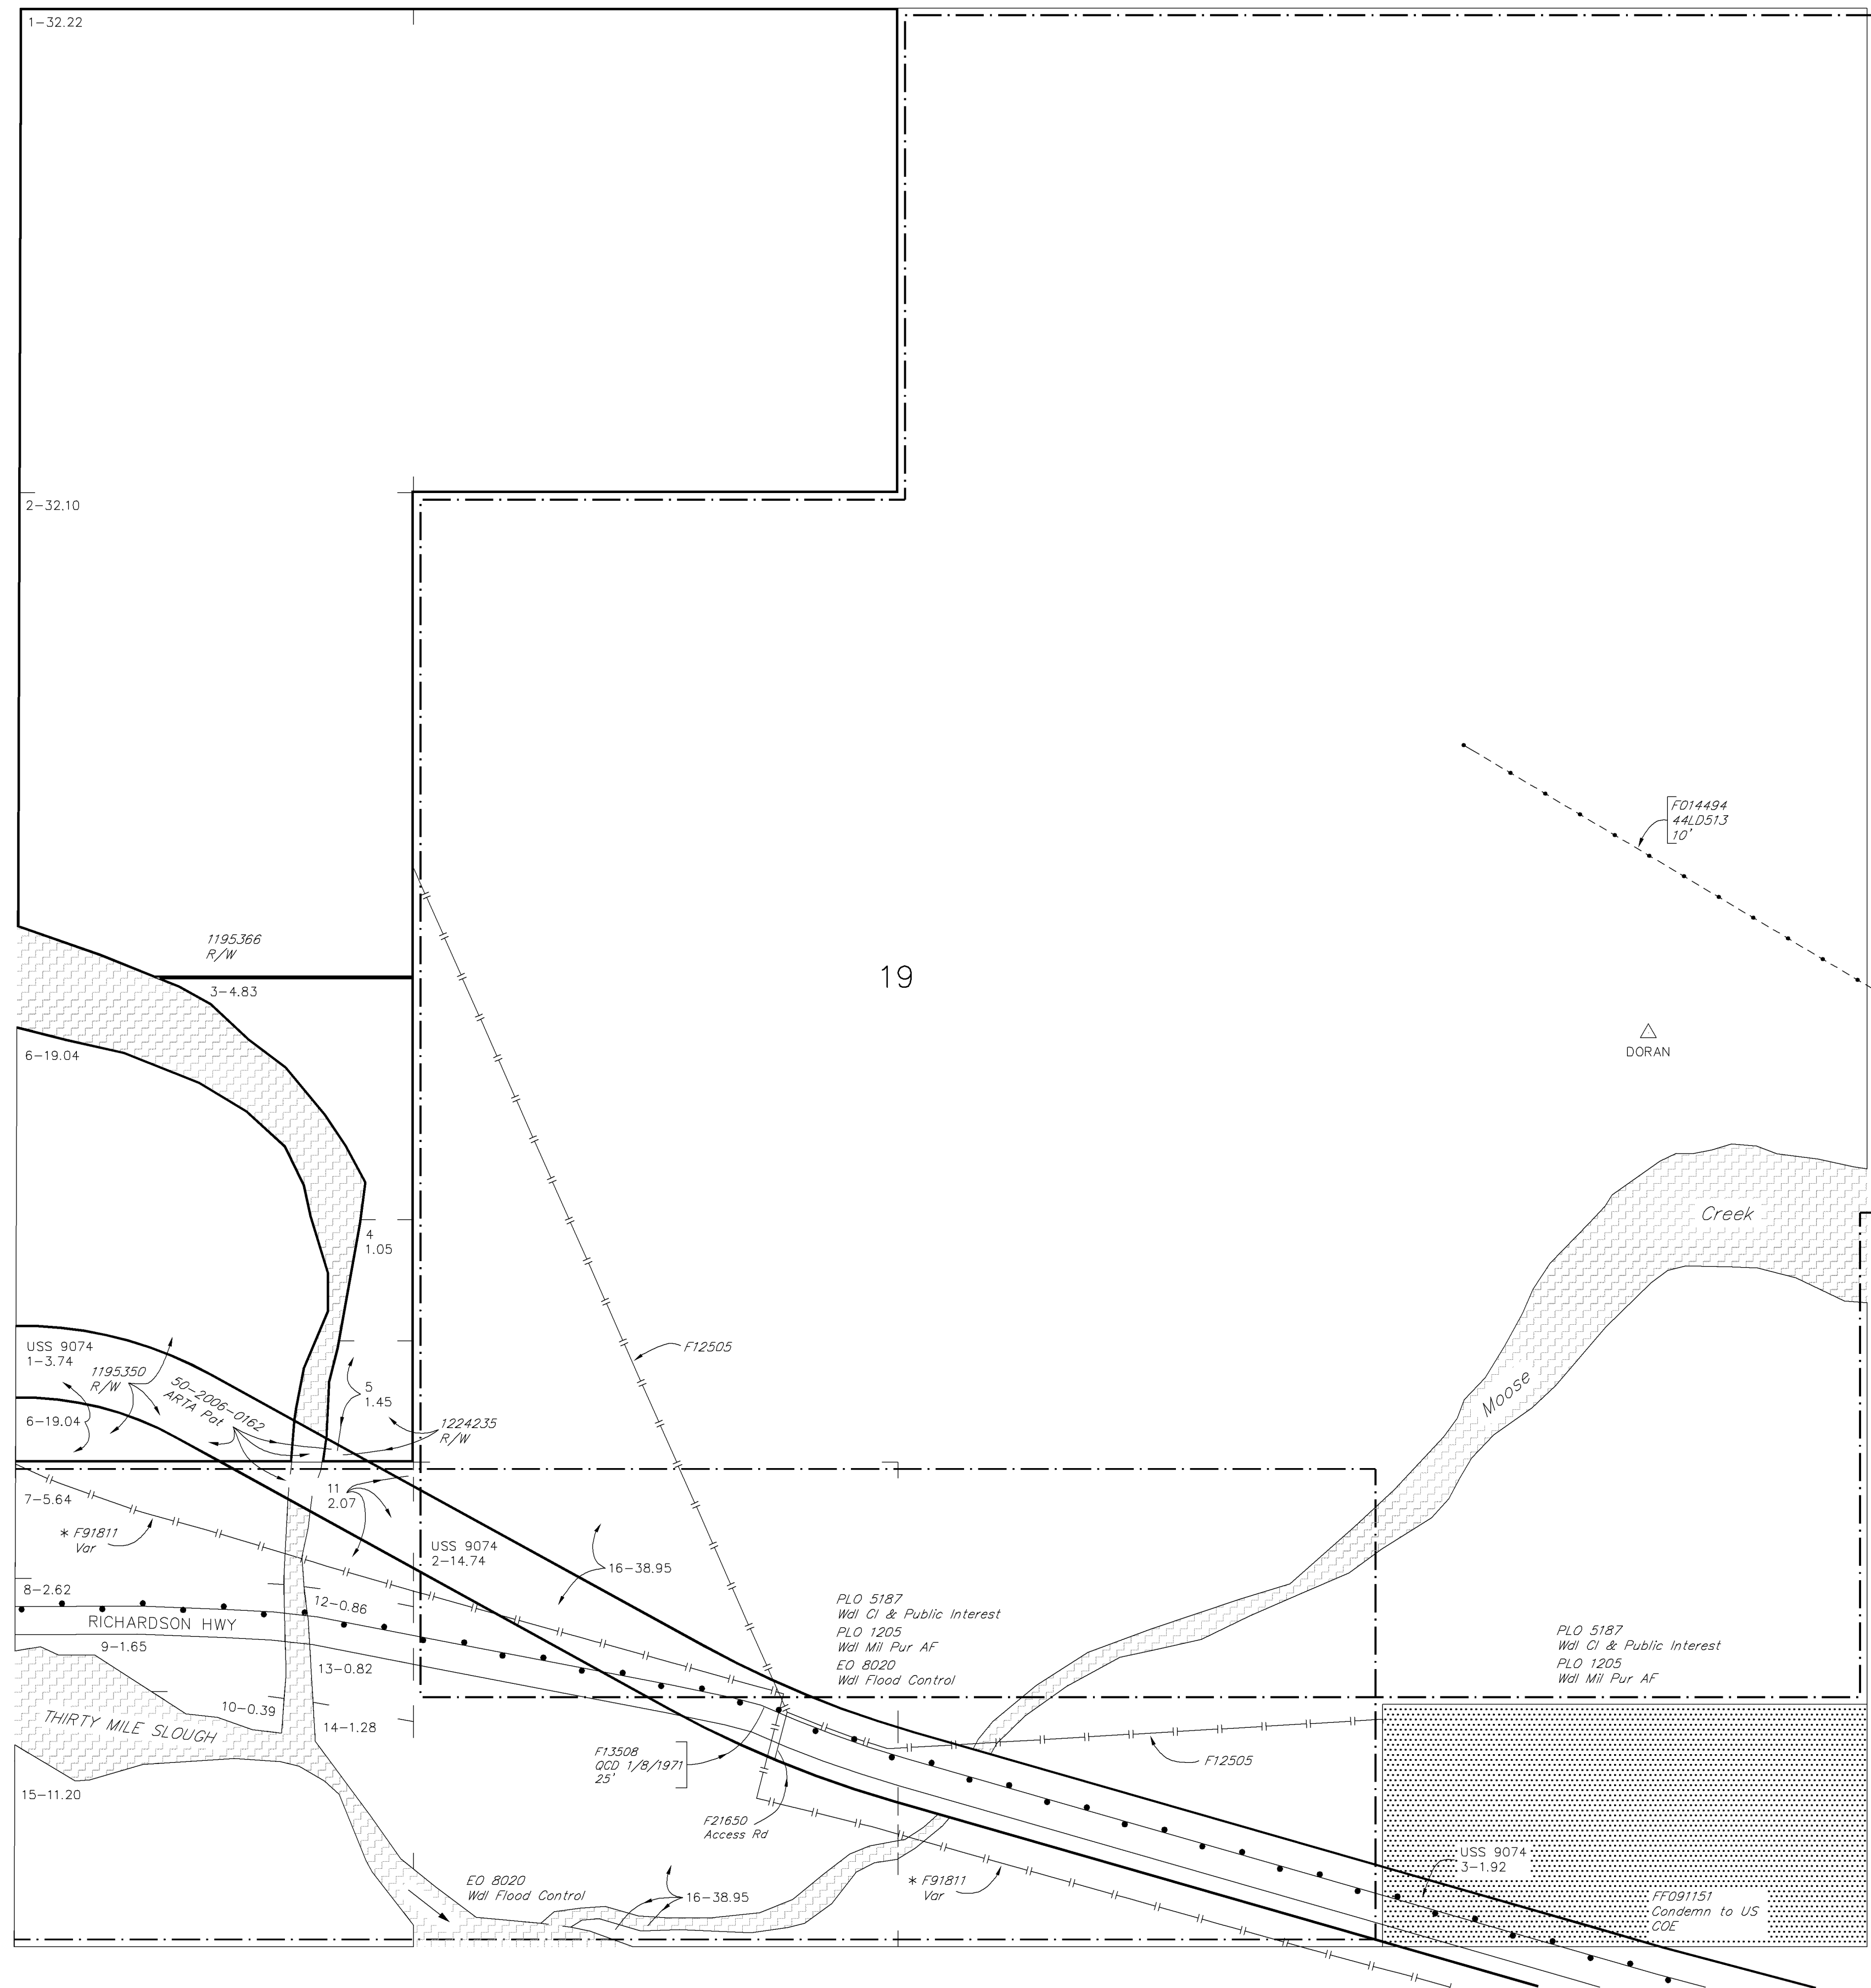 1-32.22
2-32.10
F014494
44LD513
10'
1195366
R/W
19
3-4.83
DORAN
6-19.04
Creek
4
1.05
USS 9074
1-3.74
F12505
1195350
R/W
50-2006-0162
ARTA Pat
5
1.45
Moose
6-19.04
1224235
R/W
7-5.64
11
2.07
* F91811
Var
USS 9074
2-14.74
16-38.95
8-2.62
12-0.86
PLO 5187
Wdl Cl & Public Interest
PLO 1205
Wdl Mil Pur AF
EO 8020
Wdl Flood Control
RICHARDSON HWY
9-1.65
PLO 5187
Wdl Cl & Public Interest
PLO 1205
Wdl Mil Pur AF
13-0.82
10-0.39
THIRTY MILE SLOUGH
14-1.28
F13508
QCD 1/8/1971
25'
F12505
15-11.20
F21650
Access Rd
USS 9074
3-1.92
EO 8020
Wdl Flood Control
16-38.95
* F91811
Var
FF091151
Condemn to US
COE